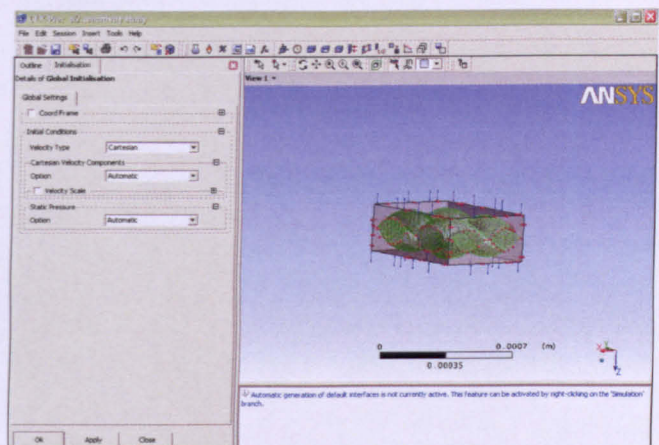 File Edit Session Insert Tools Help
Outline Initialisation
Details of Global Initialisation
Global Settings
Coord Frame
Initial Conditions
Velocity Type Cartesian
Cartesian Velocity Components
Option Automatic
Velocity Scale
Static Pressure
Option Automatic
Ok Apply Close
View 1
ANSYS
0 0.0007 (m)
0.00035
X Y
Z
Automatic generation of default interfaces is not currently active. This feature can be activated by right-clicking on the 'Simulation' branch.